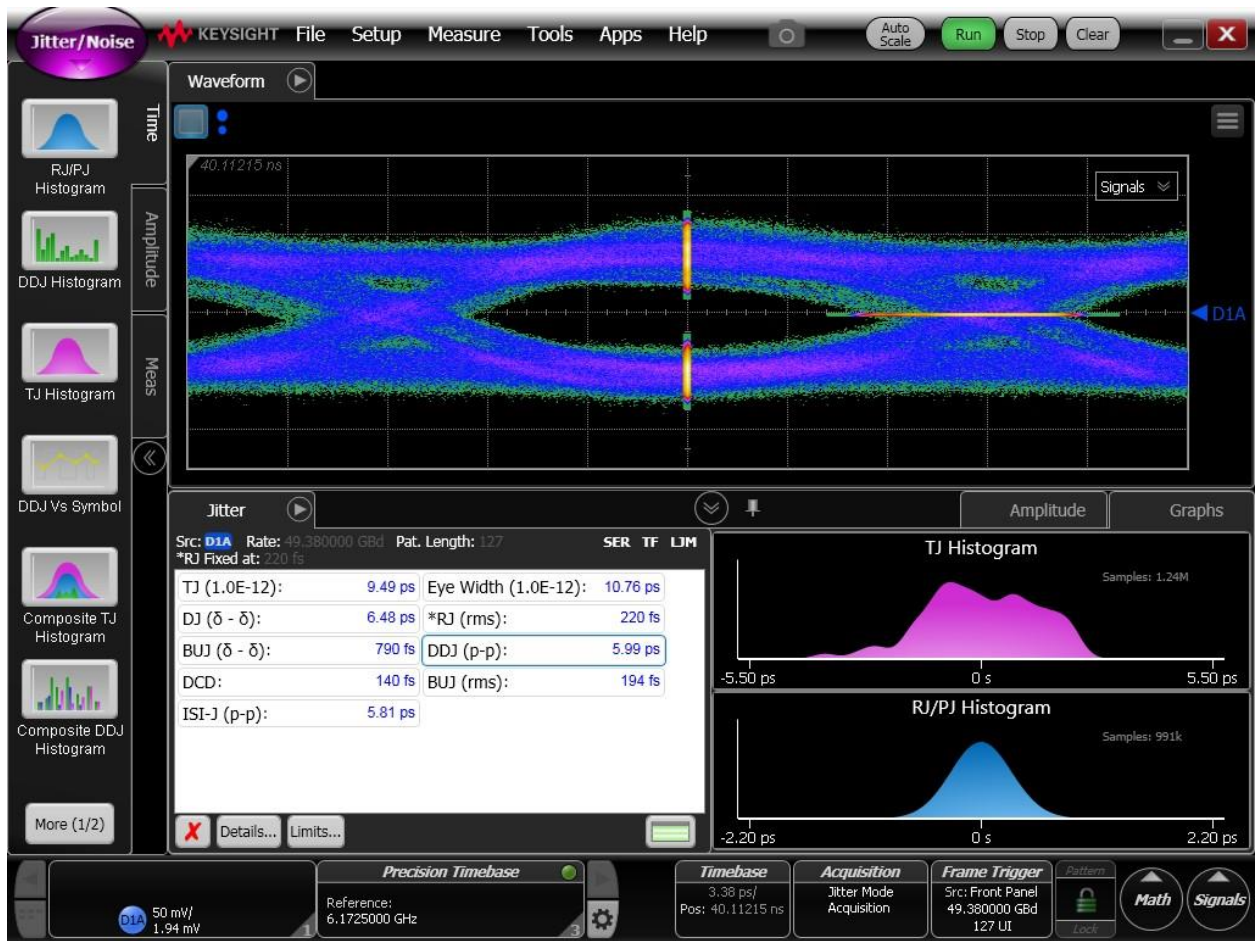 Jitter/Noise
KEYSIGHT File Setup Measure Tools Apps Help
Auto Scale
Run
Stop
Clear
X
RJ/PJ
Histogram
DDJ Histogram
TJ Histogram
DDJ Vs Symbol
Composite TJ
Histogram
Composite DDJ
Histogram
More (1/2)
Time
Amplitude
Meas
Waveform
40.11215 ns
Signals
D1A
Jitter
Amplitude
Graphs
Src: D1A Rate: 49.380000 GBd Pat. Length: 127 SER TF LJM
*RJ Fixed at: 220 fs
TJ (1.0E-12): 9.49 ps Eye Width (1.0E-12): 10.76 ps
DJ (δ - δ): 6.48 ps *RJ (rms): 220 fs
BUJ (δ - δ): 790 fs DDJ (p-p): 5.99 ps
DCD: 140 fs BUJ (rms): 194 fs
ISI-J (p-p): 5.81 ps
✗ Details... Limits...
TJ Histogram
Samples: 1.24M
-5.50 ps 0 s 5.50 ps
RJ/PJ Histogram
Samples: 991k
-2.20 ps 0 s 2.20 ps
D1A 50 mV/
1.94 mV
1
Precision Timebase
Reference:
6.1725000 GHz
3
Timebase
3.38 ps/
Pos: 40.11215 ns
Acquisition
Jitter Mode
Acquisition
Frame Trigger
Src: Front Panel
49.380000 GBd
127 UI
Pattern
Lock
Math
Signals